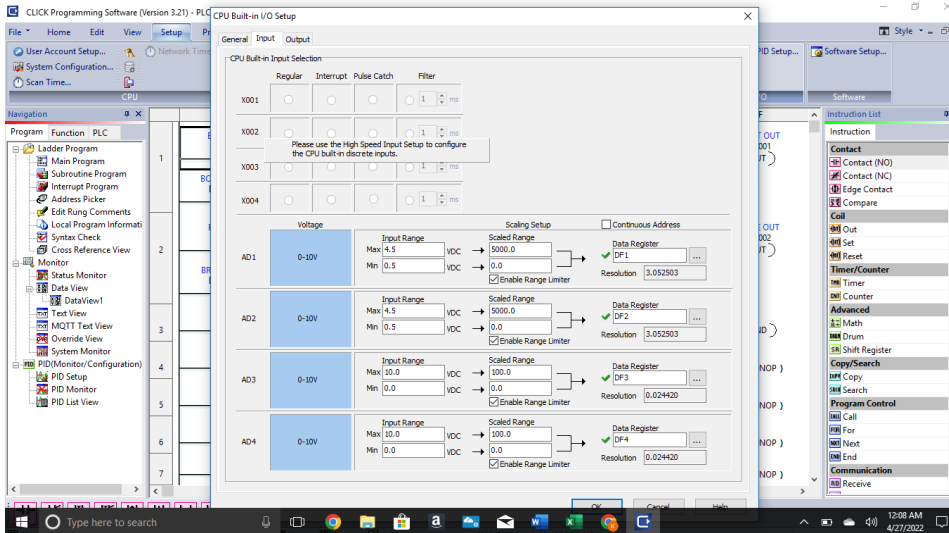 CLICK Programming Software (Version 3.21) - PLC
CPU Built-in I/O Setup
File Home Edit View Setup Pr
Style
User Account Setup...
Network Time
System Configuration...
Scan Time...
CPU
PID Setup...
Software Setup...
Software
General Input Output
CPU Built-in Input Selection
Regular Interrupt Pulse Catch Filter
X001 1 ms
X002 1 ms
Please use the High Speed Input Setup to configure
the CPU built-in discrete inputs.
X003 1 ms
X004 1 ms
Voltage Scaling Setup Continuous Address
AD1 0-10V
Input Range Scaled Range Data Register
Max 4.5 VDC 5000.0 DF1 ...
Min 0.5 VDC 0.0 Resolution 3.052503
Enable Range Limiter
AD2 0-10V
Input Range Scaled Range Data Register
Max 4.5 VDC 5000.0 DF2 ...
Min 0.5 VDC 0.0 Resolution 3.052503
Enable Range Limiter
AD3 0-10V
Input Range Scaled Range Data Register
Max 10.0 VDC 100.0 DF3 ...
Min 0.0 VDC 0.0 Resolution 0.024420
Enable Range Limiter
AD4 0-10V
Input Range Scaled Range Data Register
Max 10.0 VDC 100.0 DF4 ...
Min 0.0 VDC 0.0 Resolution 0.024420
Enable Range Limiter
OK Cancel Help
Navigation
Program Function PLC
Ladder Program
Main Program
Subroutine Program
Interrupt Program
Address Picker
Edit Rung Comments
Local Program Informati
Syntax Check
Cross Reference View
Monitor
Status Monitor
Data View
DataView1
Text View
MQTT Text View
Override View
System Monitor
PID(Monitor/Configuration)
PID Setup
PID Monitor
PID List View
1
2
3
4
5
6
7
BO
BR
F
OUT
001
OUT
002
ND )
NOP )
NOP )
NOP )
NOP )
Instruction List
Instruction
Contact
Contact (NO)
Contact (NC)
Edge Contact
Compare
Coil
Out
Set
Reset
Timer/Counter
Timer
Counter
Advanced
Math
Drum
Shift Register
Copy/Search
Copy
Search
Program Control
Call
For
Next
End
Communication
Receive
Type here to search
12:08 AM
4/27/2022